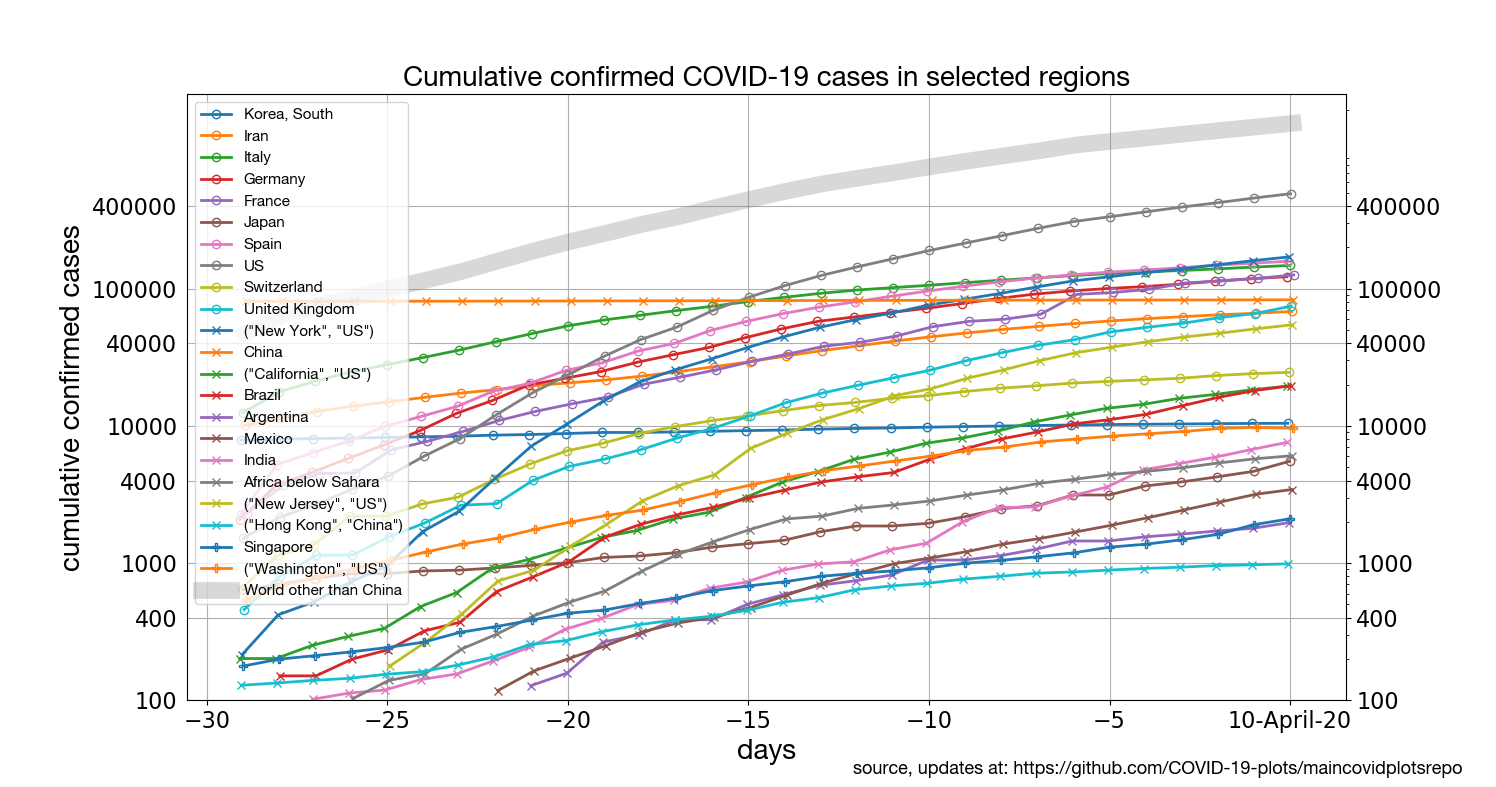 Cumulative confirmed COVID-19 cases in selected regions
cumulative confirmed cases
400000
100000
40000
10000
4000
1000
400
100
Korea, South
Iran
Italy
Germany
France
Japan
Spain
US
Switzerland
United Kingdom
("New York", "US")
China
("California", "US")
Brazil
Argentina
Mexico
India
Africa below Sahara
("New Jersey", "US")
("Hong Kong", "China")
Singapore
("Washington", "US")
World other than China
400000
100000
40000
10000
4000
1000
400
100
−30
−25
−20
−15
−10
−5
10-April-20
days
source, updates at: https://github.com/COVID-19-plots/maincovidplotsrepo